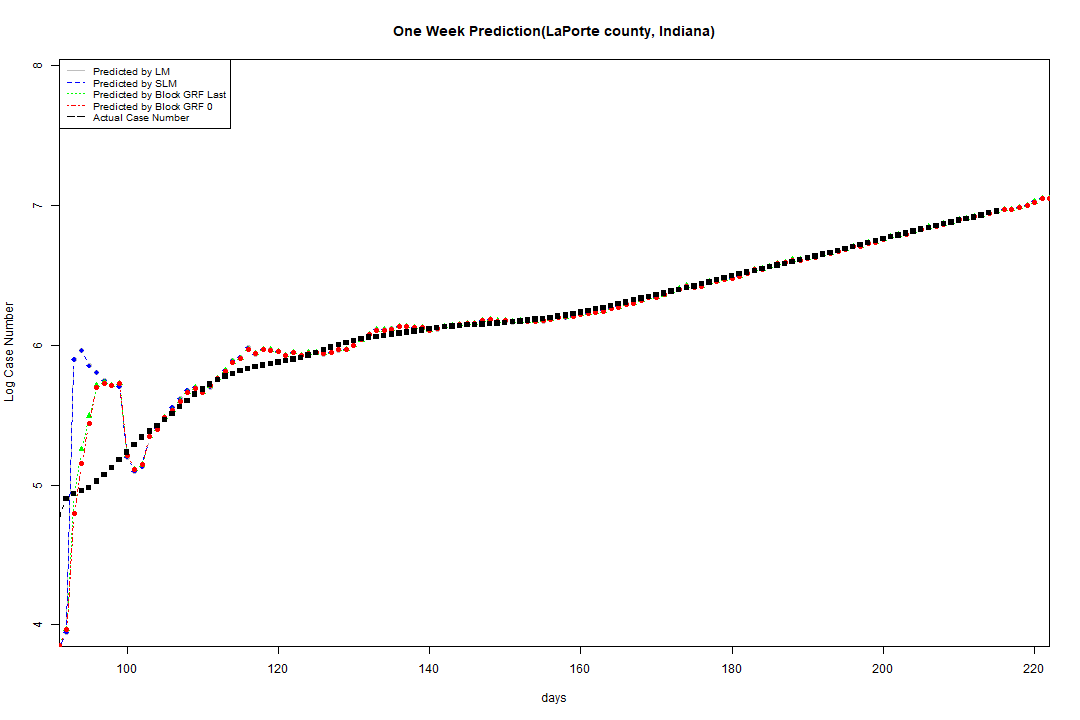 One Week Prediction(LaPorte county, Indiana)
Predicted by LM
Predicted by SLM
Predicted by Block GRF Last
Predicted by Block GRF 0
Actual Case Number
8
7
6
5
4
Log Case Number
100 120 140 160 180 200 220
days